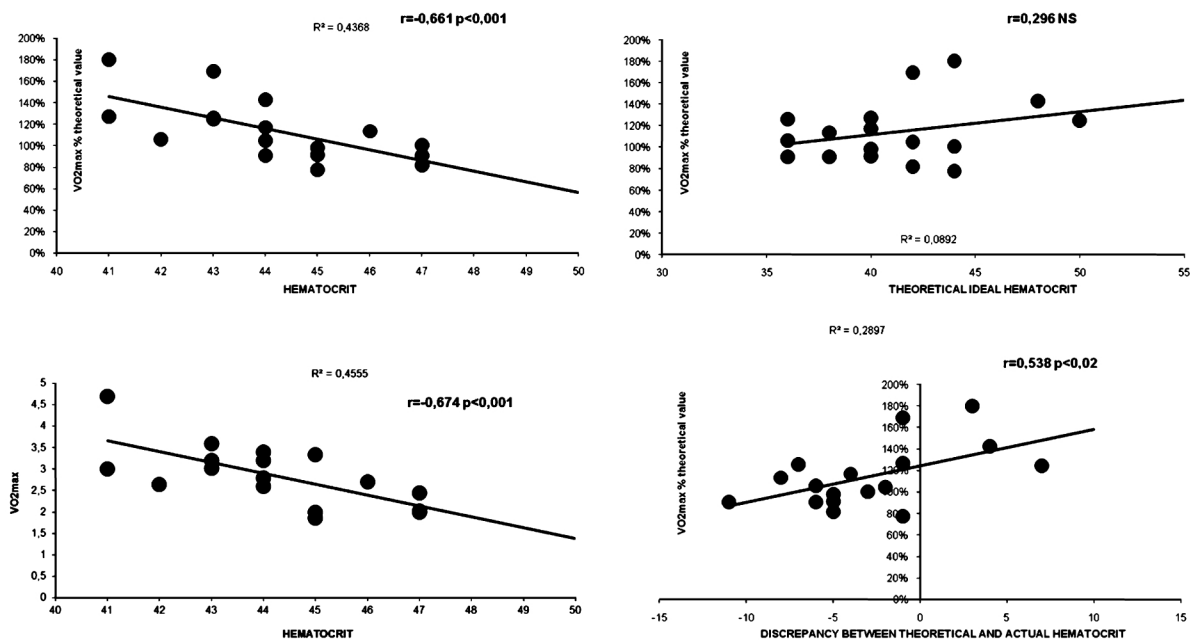 R² = 0,4368
r=-0,661 p<0,001
VO2max % theoretical value
200%
180%
160%
140%
120%
100%
80%
60%
40%
20%
0%
40 41 42 43 44 45 46 47 48 49 50
HEMATOCRIT
r=0,296 NS
VO2max % theoretical value
200%
180%
160%
140%
120%
100%
80%
60%
40%
20%
0%
R² = 0,0892
30 35 40 45 50 55
THEORETICAL IDEAL HEMATOCRIT
R² = 0,4555
r=-0,674 p<0,001
VO2max
5
4,5
4
3,5
3
2,5
2
1,5
1
0,5
0
40 41 42 43 44 45 46 47 48 49 50
HEMATOCRIT
R² = 0,2897
r=0,538 p<0,02
VO2max % theoretical value
200%
180%
160%
140%
120%
100%
80%
60%
40%
20%
0%
-15 -10 -5 0 5 10 15
DISCREPANCY BETWEEN THEORETICAL AND ACTUAL HEMATOCRIT